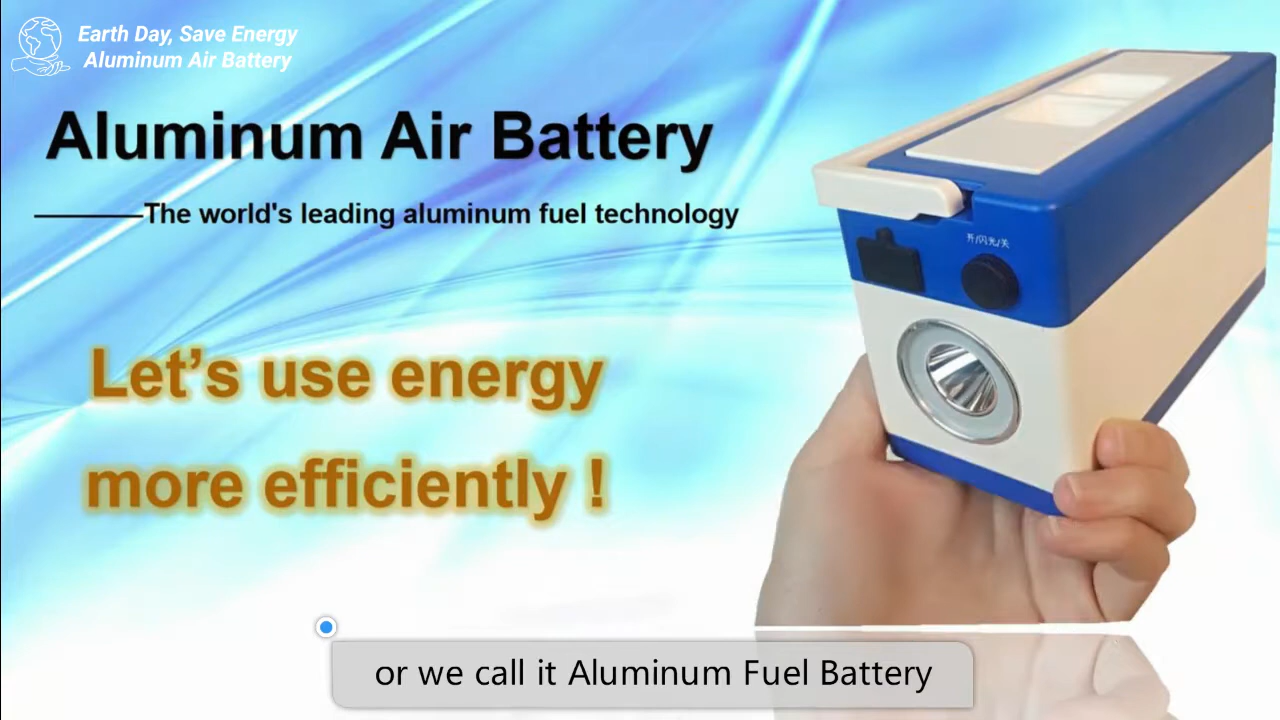 Earth Day, Save Energy
Aluminum Air Battery
Aluminum Air Battery
———The world's leading aluminum fuel technology
开/闪光/关
Let's use energy
more efficiently !
or we call it Aluminum Fuel Battery